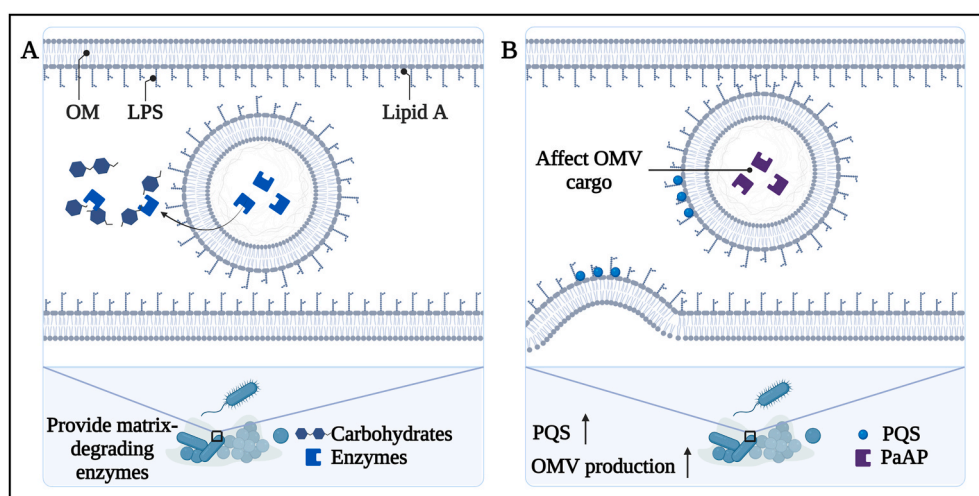 A
OM
LPS
Lipid A
Provide matrix-
degrading
enzymes
Carbohydrates
Enzymes
B
Affect OMV
cargo
PQS
OMV production
PQS
PaAP